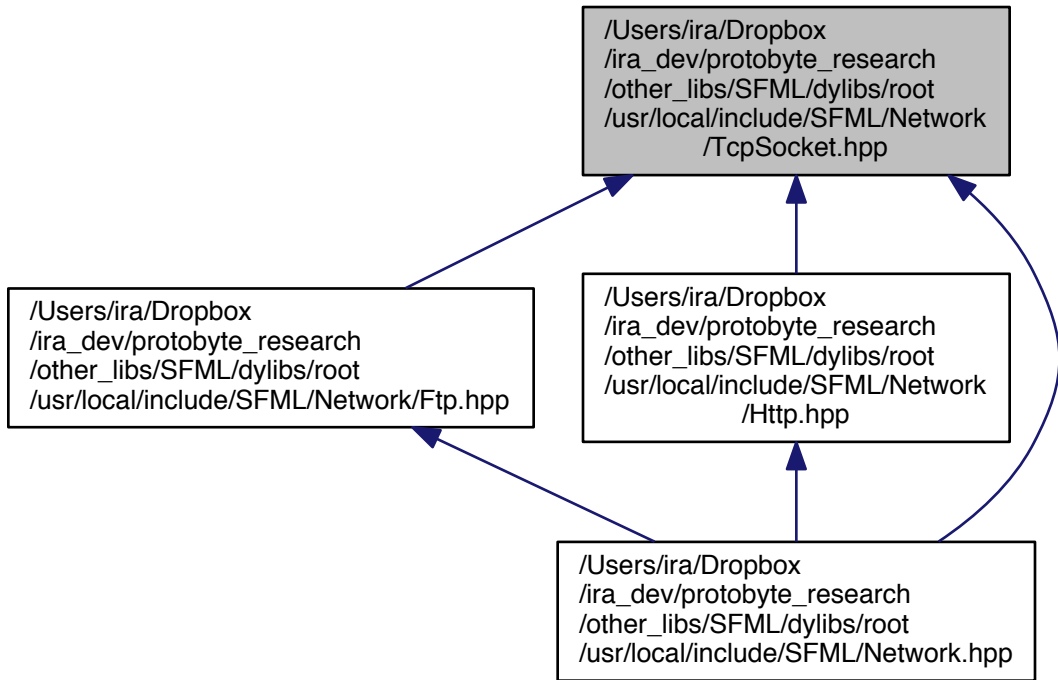 /Users/ira/Dropbox
/ira_dev/protobyte_research
/other_libs/SFML/dylibs/root
/usr/local/include/SFML/Network
/TcpSocket.hpp
/Users/ira/Dropbox
/ira_dev/protobyte_research
/other_libs/SFML/dylibs/root
/usr/local/include/SFML/Network/Ftp.hpp
/Users/ira/Dropbox
/ira_dev/protobyte_research
/other_libs/SFML/dylibs/root
/usr/local/include/SFML/Network
/Http.hpp
/Users/ira/Dropbox
/ira_dev/protobyte_research
/other_libs/SFML/dylibs/root
/usr/local/include/SFML/Network.hpp